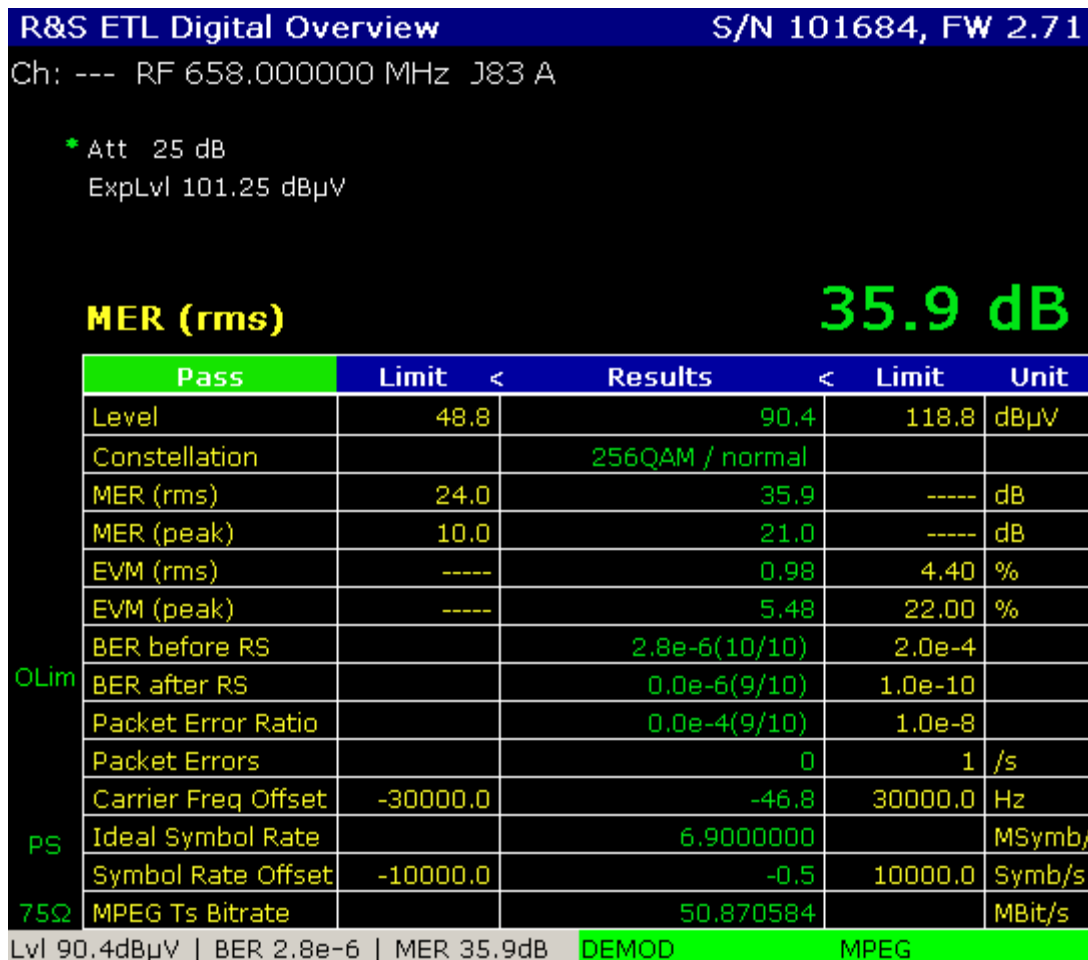 R&S ETL Digital Overview S/N 101684, FW 2.71
Ch: --- RF 658.000000 MHz J83 A
* Att 25 dB
ExpLvl 101.25 dBµV
MER (rms) 35.9 dB
Pass Limit < Results < Limit Unit
Level 48.8 90.4 118.8 dBµV
Constellation 256QAM / normal
MER (rms) 24.0 35.9 ----- dB
MER (peak) 10.0 21.0 ----- dB
EVM (rms) ----- 0.98 4.40 %
EVM (peak) ----- 5.48 22.00 %
BER before RS 2.8e-6(10/10) 2.0e-4
OLim BER after RS 0.0e-6(9/10) 1.0e-10
Packet Error Ratio 0.0e-4(9/10) 1.0e-8
Packet Errors 0 1 /s
Carrier Freq Offset -30000.0 -46.8 30000.0 Hz
PS Ideal Symbol Rate 6.9000000 MSymb/
Symbol Rate Offset -10000.0 -0.5 10000.0 Symb/s
75Ω MPEG Ts Bitrate 50.870584 MBit/s
Lvl 90.4dBµV | BER 2.8e-6 | MER 35.9dB DEMOD MPEG